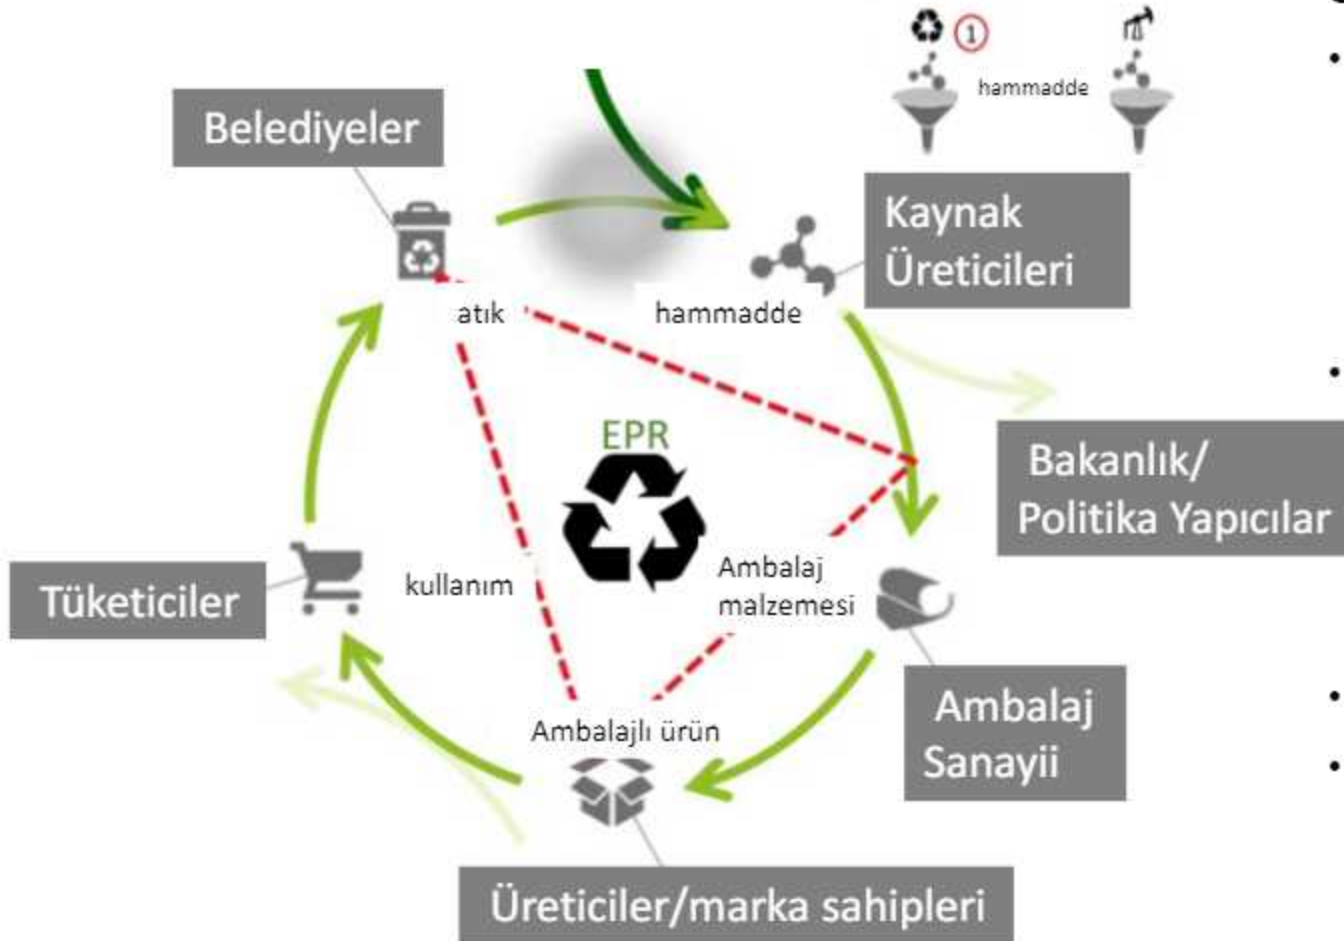 1
hammadde
Belediyeler
Kaynak
Üreticileri
atık
hammadde
EPR
Bakanlık/
Politika Yapıcılar
Ambalaj
malzemesi
kullanım
Tüketiciler
Ambalaj
Sanayii
Ambalajlı ürün
Üreticiler/marka sahipleri